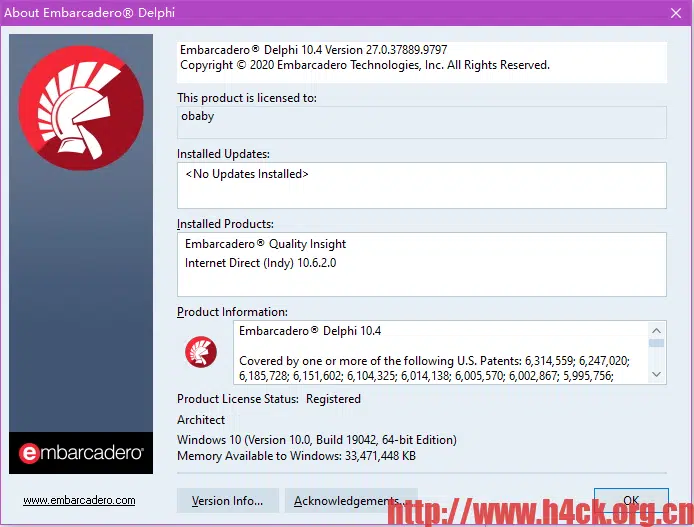 About Embarcadero® Delphi
Embarcadero® Delphi 10.4 Version 27.0.37889.9797
Copyright © 2020 Embarcadero Technologies, Inc. All Rights Reserved.
This product is licensed to:
obaby
Installed Updates:
<No Updates Installed>
Installed Products:
Embarcadero® Quality Insight
Internet Direct (Indy) 10.6.2.0
Product Information:
Embarcadero® Delphi 10.4
Covered by one or more of the following U.S. Patents: 6,314,559; 6,247,020;
6,185,728; 6,151,602; 6,104,325; 6,014,138; 6,005,570; 6,002,867; 5,995,756;
Product License Status: Registered
Architect
Windows 10 (Version 10.0, Build 19042, 64-bit Edition)
Memory Available to Windows: 33,471,448 KB
embarcadero®
www.embarcadero.com
Version Info...
Acknowledgements...
OK
http://www.h4ck.org.cn